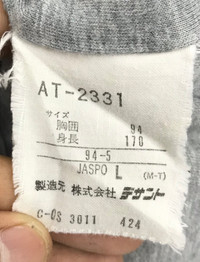 AT-2331
サイズ
胸囲 94
身長 170
94-5
JASPO L (M-T)
製造元 株式会社 デサント
C-OS 3011 424